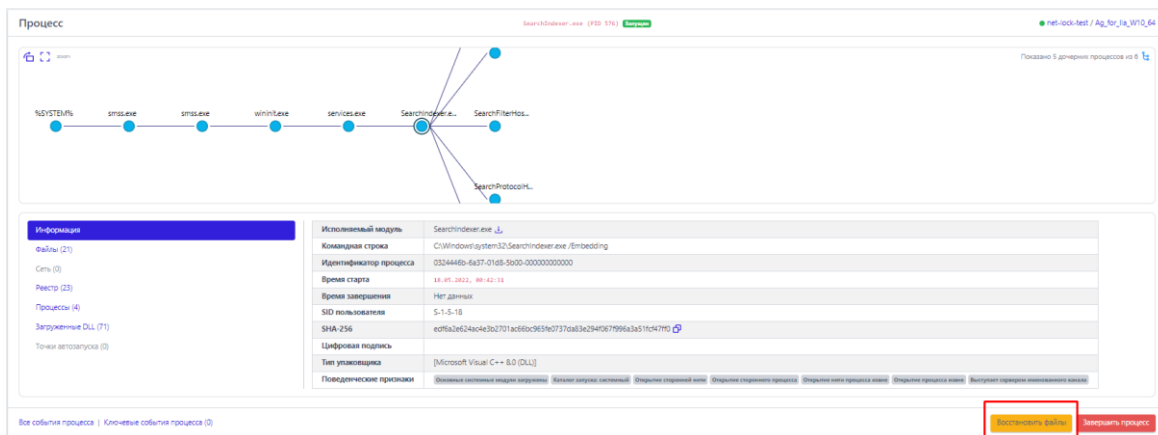 Процесс
SearchIndexer.exe (PID 576) Запущен
net-lock-test / Ag_for_lia_W10_64
Показано 5 дочерних процессов из 6
%SYSTEM%
smss.exe
smss.exe
wininit.exe
services.exe
SearchIndexer.e...
SearchFilterHos...
SearchProtocolH...
Информация
Файлы (21)
Сеть (0)
Реестр (23)
Процессы (4)
Загруженные DLL (71)
Точки автозапуска (0)
Исполняемый модуль SearchIndexer.exe
Командная строка C:\Windows\system32\SearchIndexer.exe /Embedding
Идентификатор процесса 0324446b-6a37-01d8-5b00-000000000000
Время старта 18.05.2022, 00:42:31
Время завершения Нет данных
SID пользователя S-1-5-18
SHA-256 edf6a2e624ac4e3b2701ac66bc965fe0737da83e294f067f996a3a51fcf47ff0
Цифровая подпись
Тип упаковщика [Microsoft Visual C++ 8.0 (DLL)]
Поведенческие признаки Основные системные модули загружены Каталог запуска: системный Открытие сторонней нити Открытие стороннего процесса Открытие нити процесса извне Открытие процесса извне Выступает сервером именованного канала
Все события процесса | Ключевые события процесса (0)
Восстановить файлы
Завершить процесс